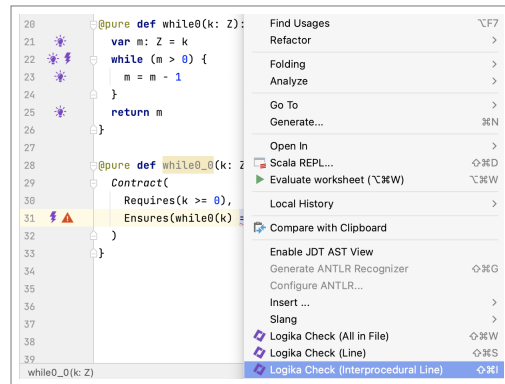 20 @pure def while0(k: Z):
21 var m: Z = k
22 while (m > 0) {
23 m = m - 1
24 }
25 return m
26 }
27
28 @pure def while0_0(k: Z
29 Contract(
30 Requires(k >= 0),
31 Ensures(while0(k) =
32 )
33 }
34
35
36
37
38
39
while0_0(k: Z)
Find Usages ⌥F7
Refactor >
Folding >
Analyze >
Go To >
Generate... ⌘N
Open In >
Scala REPL... ⇧⌘D
Evaluate worksheet (⌥⌘W) ⌥⌘W
Local History >
Compare with Clipboard
Enable JDT AST View
Generate ANTLR Recognizer ⇧⌘G
Configure ANTLR...
Insert ... >
Slang >
Logika Check (All in File) ⇧⌘W
Logika Check (Line) ⇧⌘S
Logika Check (Interprocedural Line) ⇧⌘I